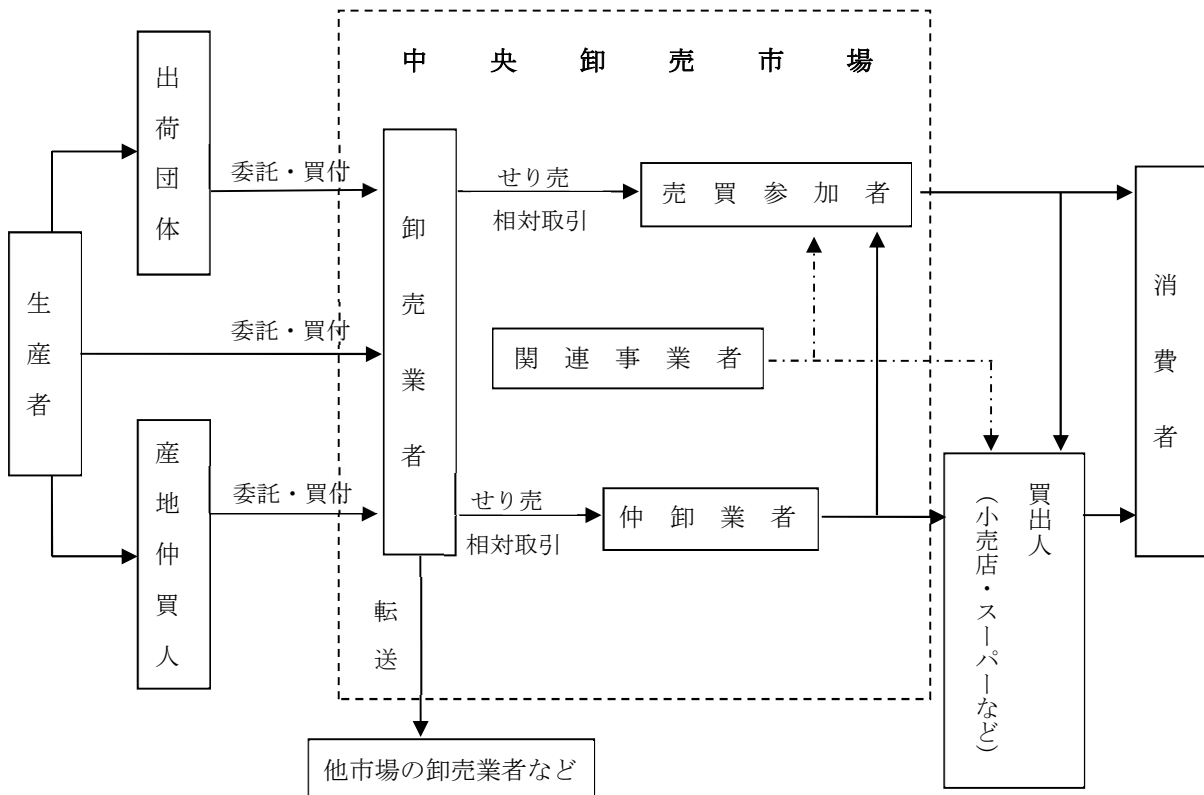 中央卸売市場
出荷団体
委託・買付
せり売
相対取引
売買参加者
卸売業者
生産者
委託・買付
関連事業者
消費者
産地仲買人
委託・買付
せり売
相対取引
仲卸業者
買出人
(小売店・スーパーなど)
転送
他市場の卸売業者など